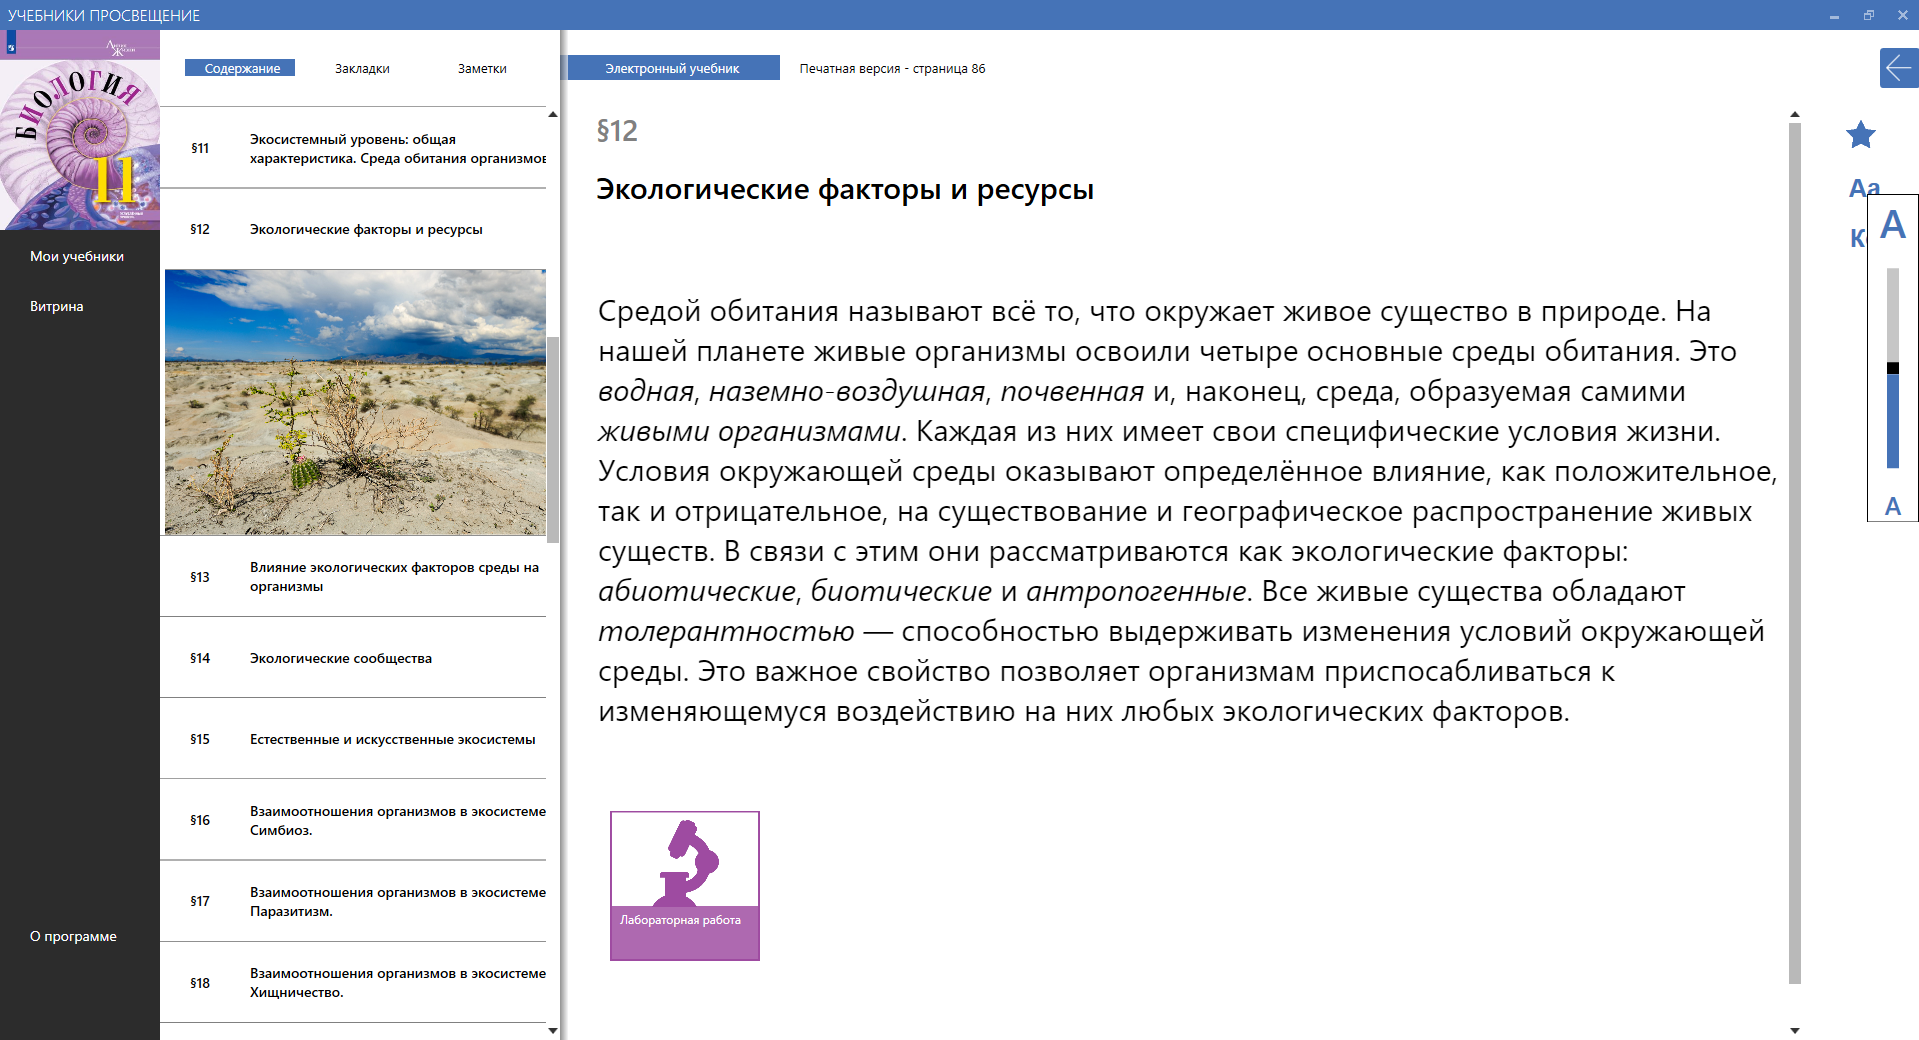 УЧЕБНИКИ ПРОСВЕЩЕНИЕ
Линия Жизни
БИОЛОГИЯ
11
Мои учебники
Витрина
О программе
Содержание Закладки Заметки
§11 Экосистемный уровень: общая
характеристика. Среда обитания организмов
§12 Экологические факторы и ресурсы
§13 Влияние экологических факторов среды на
организмы
§14 Экологические сообщества
§15 Естественные и искусственные экосистемы
§16 Взаимоотношения организмов в экосистеме
Симбиоз.
§17 Взаимоотношения организмов в экосистеме
Паразитизм.
§18 Взаимоотношения организмов в экосистеме
Хищничество.
Электронный учебник Печатная версия - страница 86
§12
Экологические факторы и ресурсы
Средой обитания называют всё то, что окружает живое существо в природе. На
нашей планете живые организмы освоили четыре основные среды обитания. Это
водная, наземно-воздушная, почвенная и, наконец, среда, образуемая самими
живыми организмами. Каждая из них имеет свои специфические условия жизни.
Условия окружающей среды оказывают определённое влияние, как положительное,
так и отрицательное, на существование и географическое распространение живых
существ. В связи с этим они рассматриваются как экологические факторы:
абиотические, биотические и антропогенные. Все живые существа обладают
толерантностью — способностью выдерживать изменения условий окружающей
среды. Это важное свойство позволяет организмам приспосабливаться к
изменяющемуся воздействию на них любых экологических факторов.
Лабораторная работа
Aa
A
A